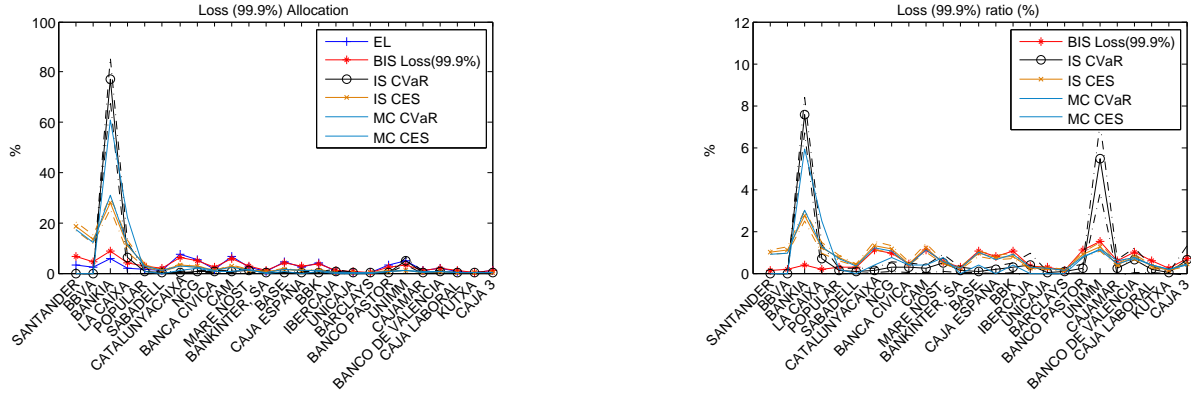 Loss (99.9%) Allocation
100
80
60
40
20
0
%
EL
BIS Loss(99.9%)
IS CVaR
IS CES
MC CVaR
MC CES
SANTANDER
BBVA
BANKIA
LA CAIXA
POPULAR
SABADELL
CATALUNYACAIXA
NCG
BANCA CIVICA
CAM
MARE NOST
BANKINTER, SA
BASE
CAJA ESPAÑA
BBK
IBERCAJA
UNICAJA
BARCLAYS
BANCO PASTOR
UNIMM
CAJAMAR
BANCO DE VALENCIA
CAJA LABORAL
KUTXA
CAJA 3
Loss (99.9%) ratio (%)
12
10
8
6
4
2
0
%
BIS Loss(99.9%)
IS CVaR
IS CES
MC CVaR
MC CES
SANTANDER
BBVA
BANKIA
LA CAIXA
POPULAR
SABADELL
CATALUNYACAIXA
NCG
BANCA CIVICA
CAM
MARE NOST
BANKINTER, SA
BASE
CAJA ESPAÑA
BBK
IBERCAJA
UNICAJA
BARCLAYS
BANCO PASTOR
UNIMM
CAJAMAR
BANCO DE VALENCIA
CAJA LABORAL
KUTXA
CAJA 3